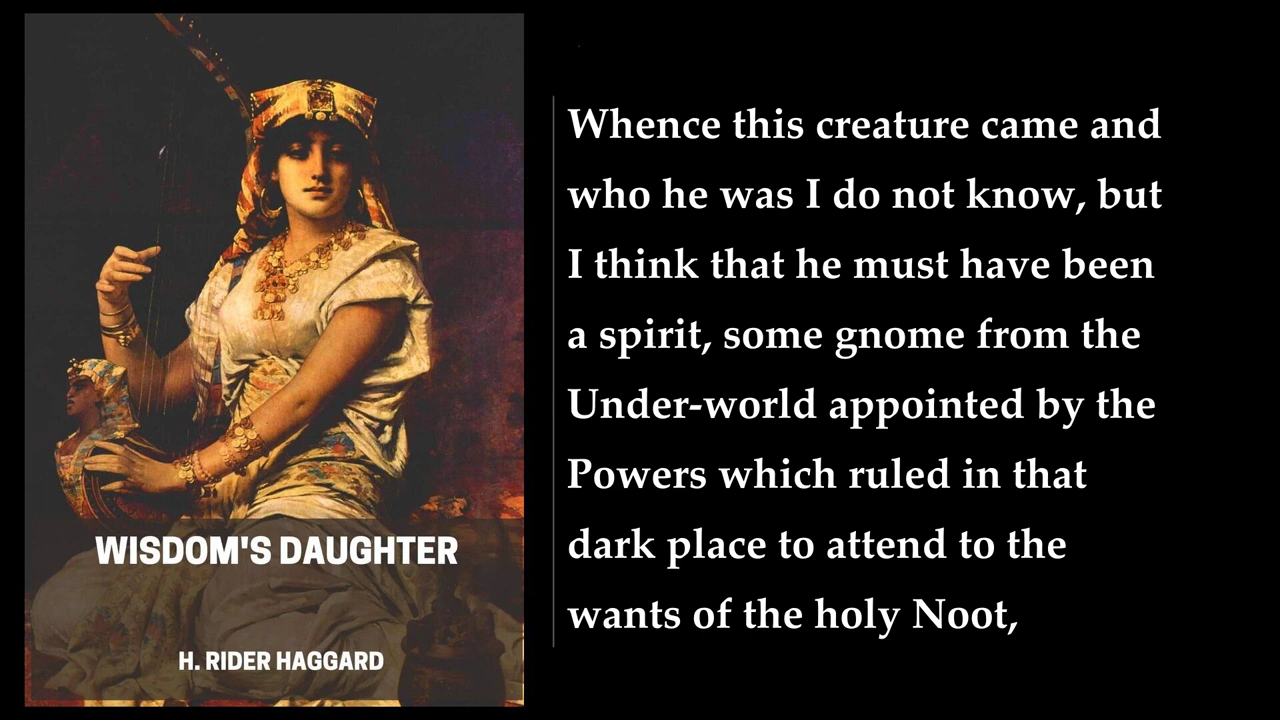 WISDOM'S DAUGHTER
H. RIDER HAGGARD
Whence this creature came and
who he was I do not know, but
I think that he must have been
a spirit, some gnome from the
Under-world appointed by the
Powers which ruled in that
dark place to attend to the
wants of the holy Noot,